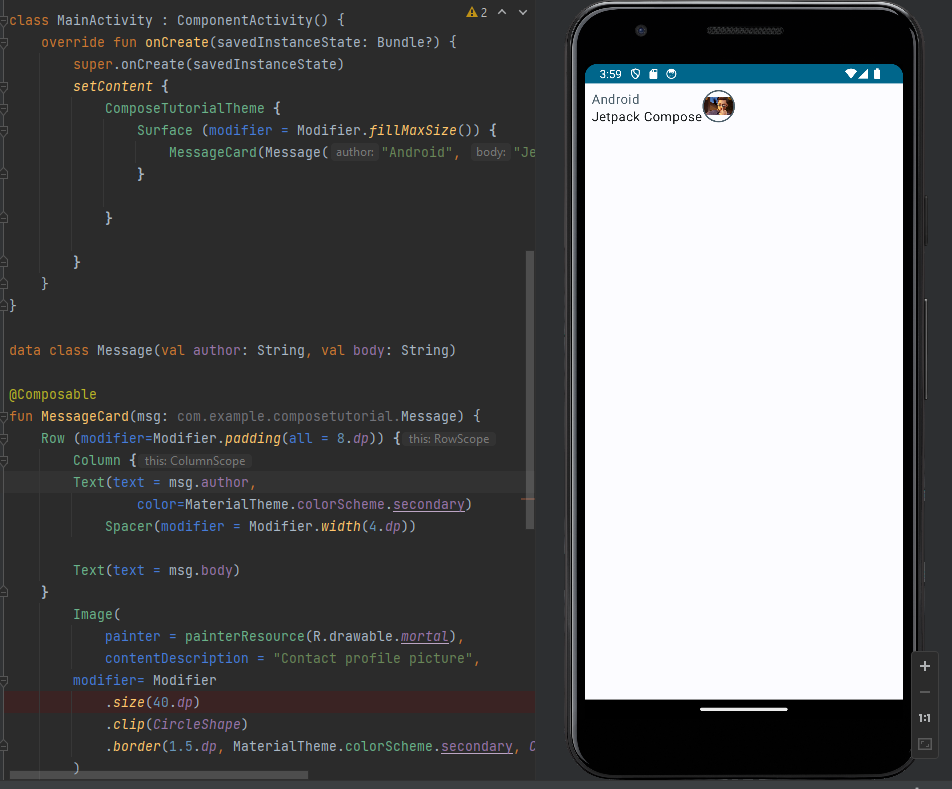 2
class MainActivity : ComponentActivity() {
override fun onCreate(savedInstanceState: Bundle?) {
super.onCreate(savedInstanceState)
setContent {
ComposeTutorialTheme {
Surface (modifier = Modifier.fillMaxSize()) {
MessageCard(Message( author: "Android", body: "Je
}
}
}
}
}
data class Message(val author: String, val body: String)
@Composable
fun MessageCard(msg: com.example.composetutorial.Message) {
Row (modifier=Modifier.padding(all = 8.dp)) { this: RowScope
Column { this: ColumnScope
Text(text = msg.author,
color=MaterialTheme.colorScheme.secondary)
Spacer(modifier = Modifier.width(4.dp))
Text(text = msg.body)
}
Image(
painter = painterResource(R.drawable.mortal),
contentDescription = "Contact profile picture",
modifier= Modifier
.size(40.dp)
.clip(CircleShape)
.border(1.5.dp, MaterialTheme.colorScheme.secondary, C
)
3:59
Android
Jetpack Compose
+
−
1:1